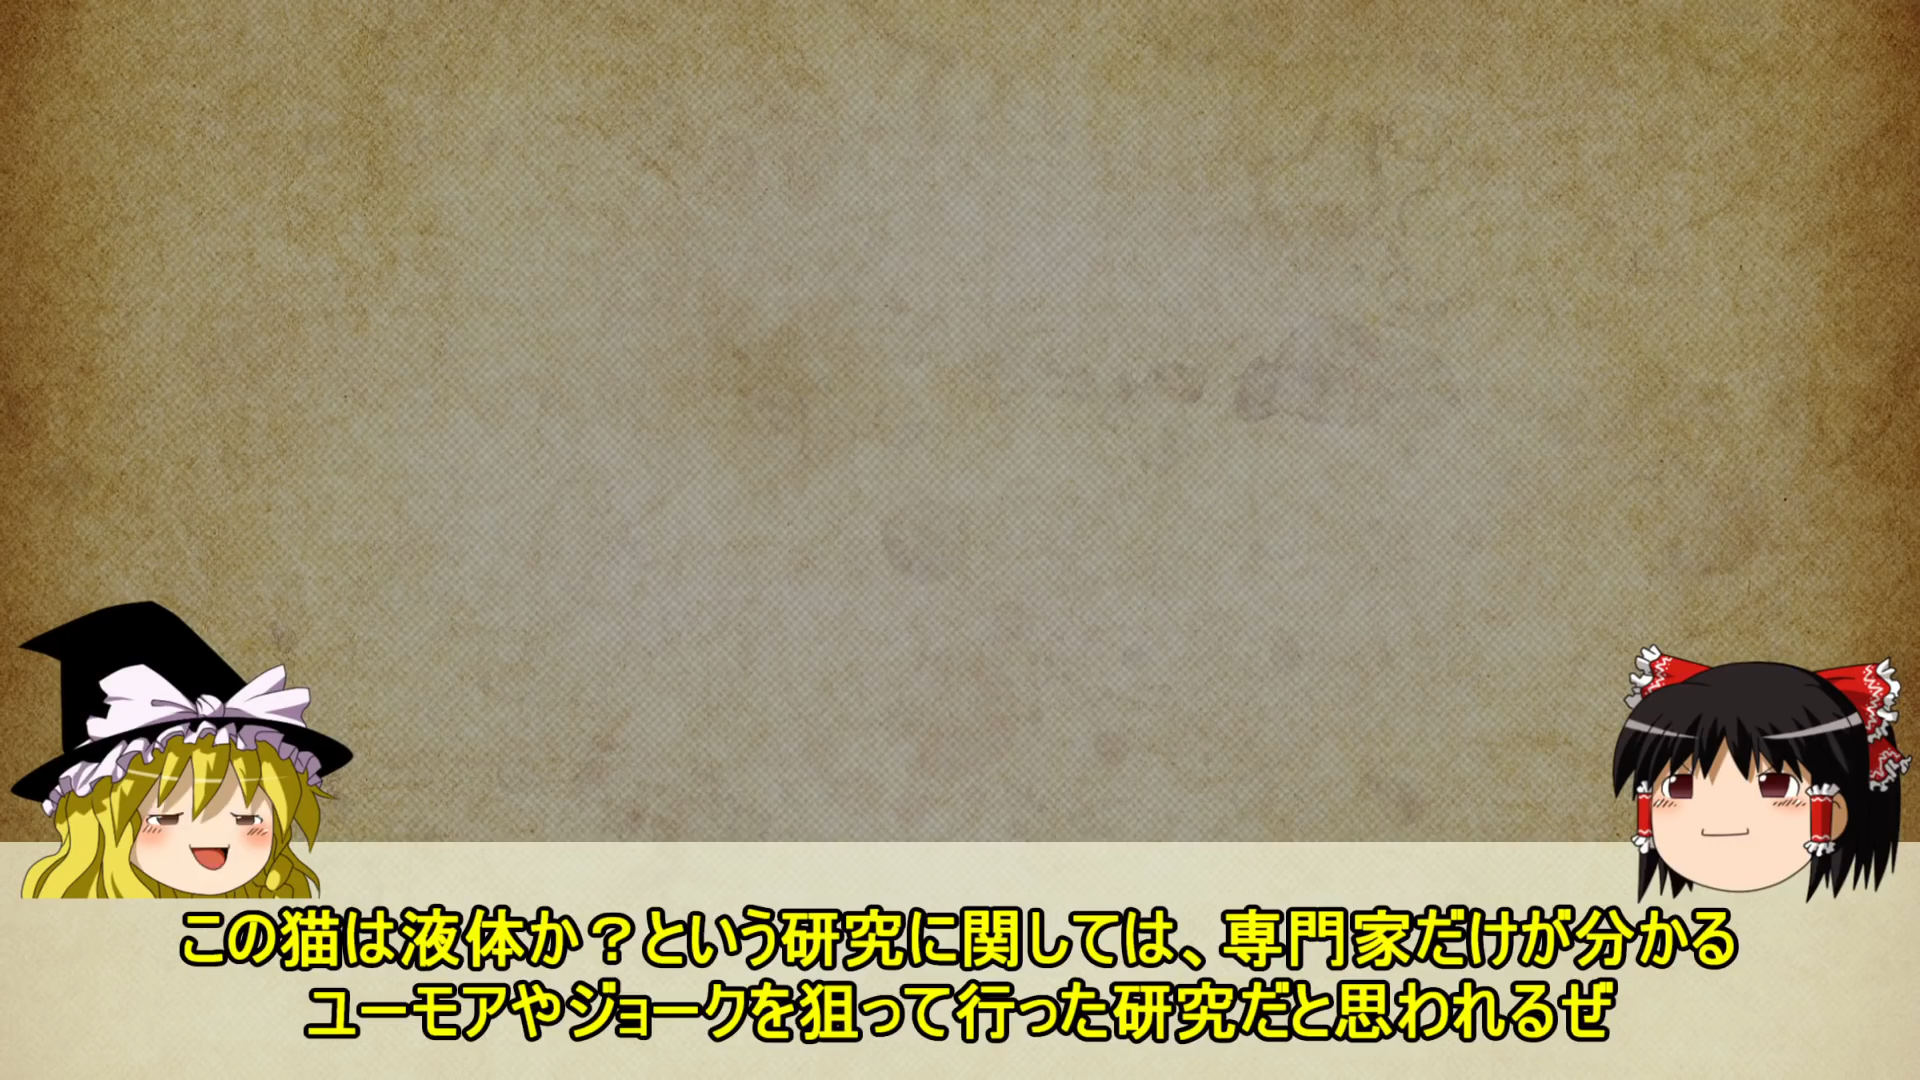 この猫は液体か？という研究に関しては、専門家だけが分かる
ユーモアやジョークを狙って行った研究だと思われるぜ